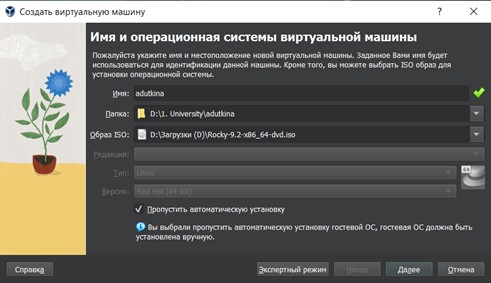 Создать виртуальную машину
Имя и операционная системы виртуальной машины
Пожалуйста укажите имя и местоположение новой виртуальной машины. Заданное Вами имя будет
использоваться для идентификации данной машины. Кроме того, вы можете выбрать ISO образ для
установки операционной системы.
Имя: adutkina
Папка: D:\1. University\adutkina
Образ ISO: D:\Загрузки (D)\Rocky-9.2-x86_64-dvd.iso
Редакция:
Тип: Linux
64
Версия: Red Hat (64-bit)
Пропустить автоматическую установку
Вы выбрали пропустить автоматическую установку гостевой ОС, гостевая ОС должна быть
установлена вручную.
Справка Экспертный режим Назад Далее Отмена